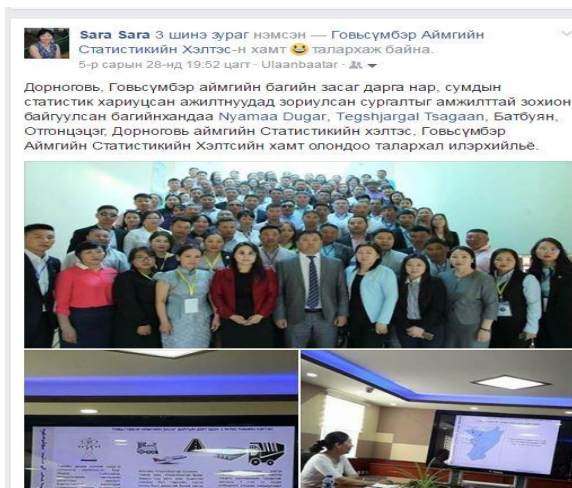 Sara Sara 3 шинэ зураг нэмсэн — Говьсүмбэр Аймгийн
Статистикийн Хэлтэс-н хамт 😄 талархаж байна.
5-р сарын 28-нд 19:52 цагт · Ulaanbaatar ·
Дорноговь, Говьсүмбэр аймгийн багийн засаг дарга нар, сумдын
статистик хариуцсан ажилтнуудад зориулсан сургалтыг амжилттай зохион
байгуулсан багийнхандаа Nyamaa Dugar, Tegshjargal Tsagaan, Батбуян,
Отгонцэцэг, Дорноговь аймгийн Статистикийн хэлтэс, Говьсүмбэр
Аймгийн Статистикийн Хэлтсийн хамт олондоо талархал илэрхийльё.